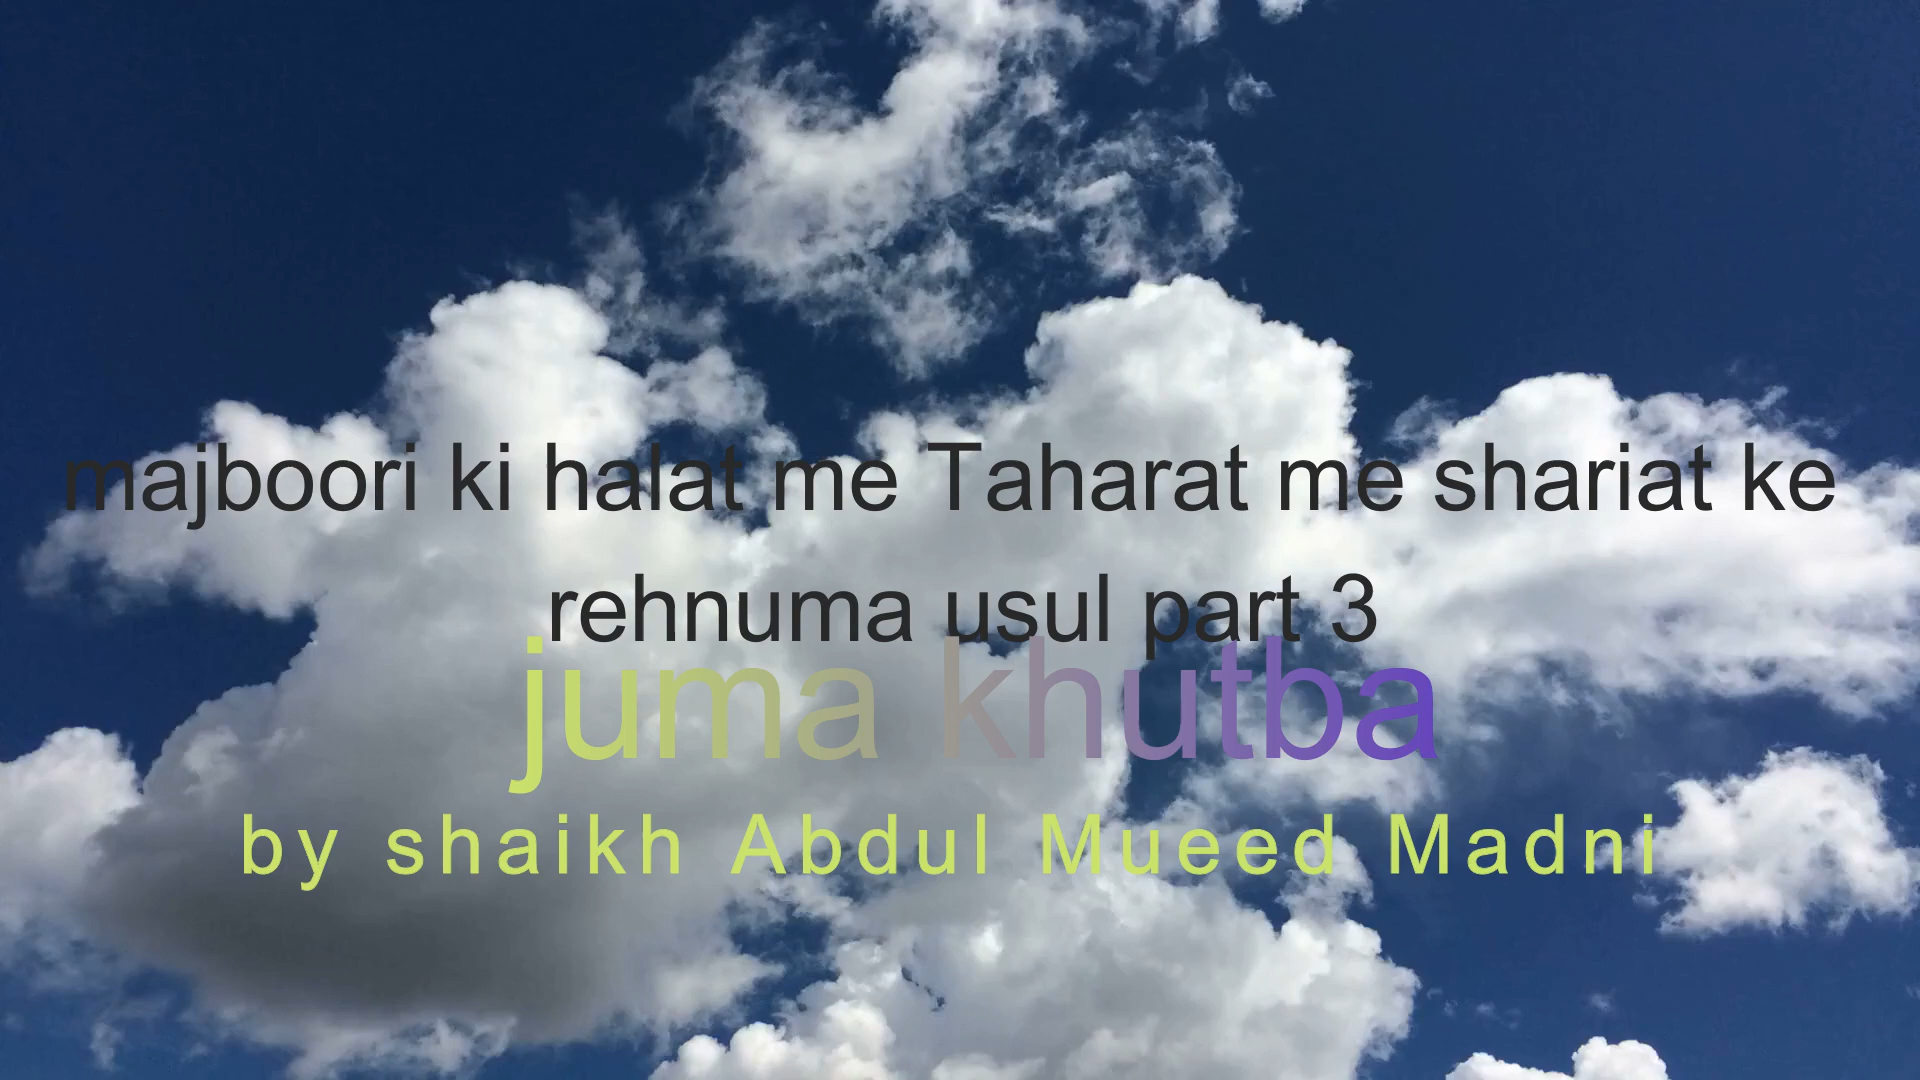 majboori ki halat me Taharat me shariat ke
rehnuma usul part 3
juma khutba
by shaikh Abdul Mueed Madni